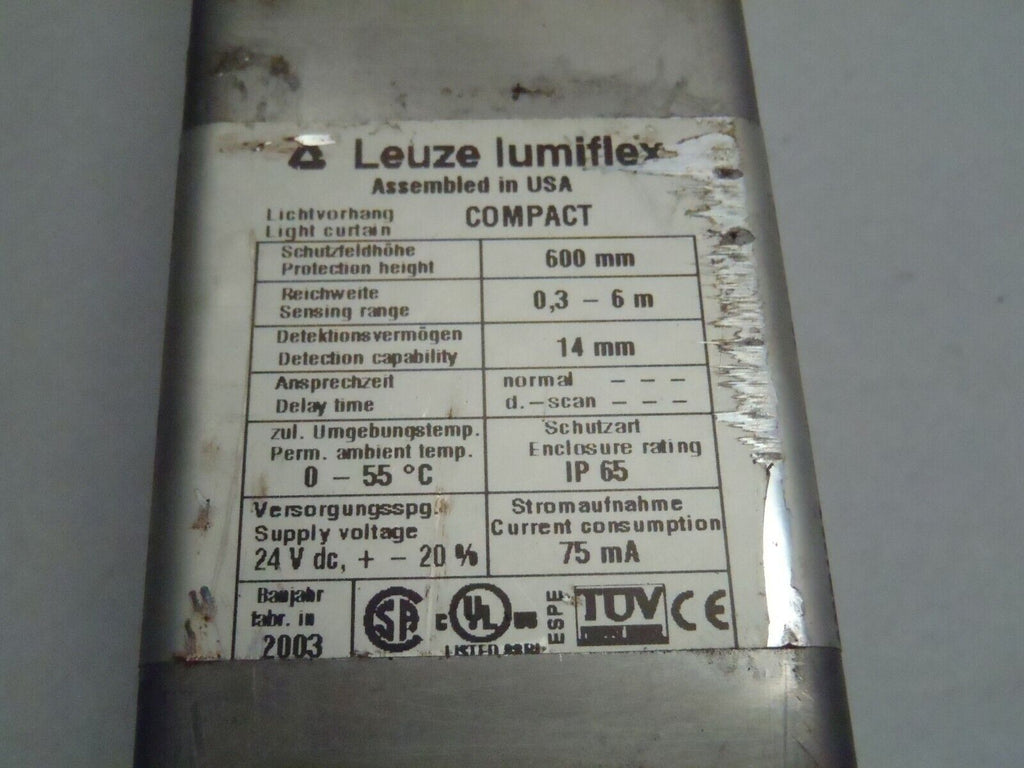 Leuze lumiflex
Assembled in USA
Lichtvorhang
Light curtain
COMPACT
Schutzfeldhöhe
Protection height
600 mm
Reichweite
Sensing range
0,3 – 6 m
Detektionsvermögen
Detection capability
14 mm
Ansprechzeit
Delay time
normal – – –
d.–scan – – –
zul. Umgebungstemp.
Perm. ambient temp.
0 – 55 °C
Schutzart
Enclosure rating
IP 65
Versorgungsspg.
Supply voltage
24 V dc, + – 20 %
Stromaufnahme
Current consumption
75 mA
Baujahr
fabr. in
2003
SA
c UL us
LISTED
ESPE
TÜV
CE